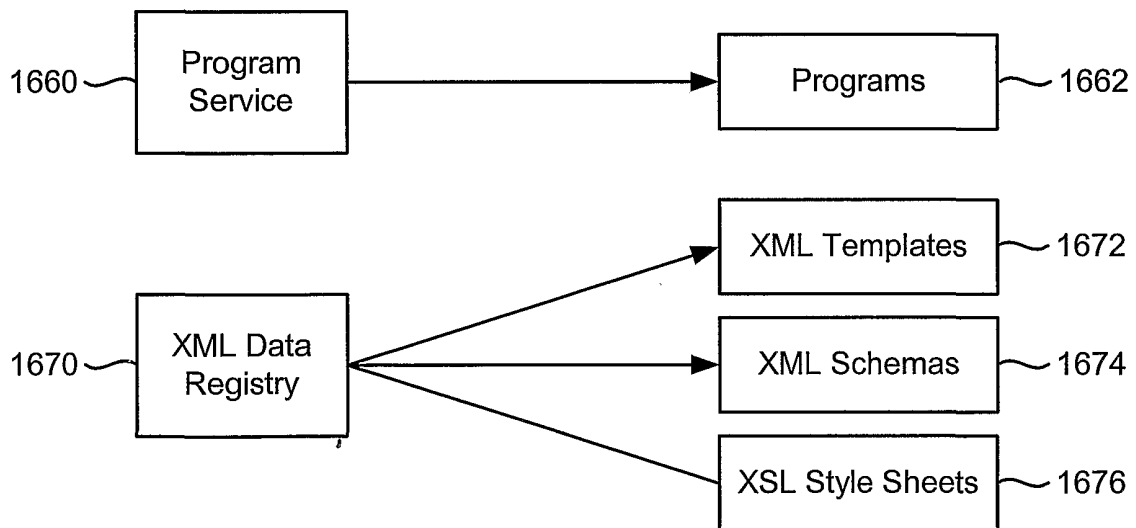 1660
Program
Service
Programs
1662
XML Templates
1672
1670
XML Data
Registry
XML Schemas
1674
XSL Style Sheets
1676